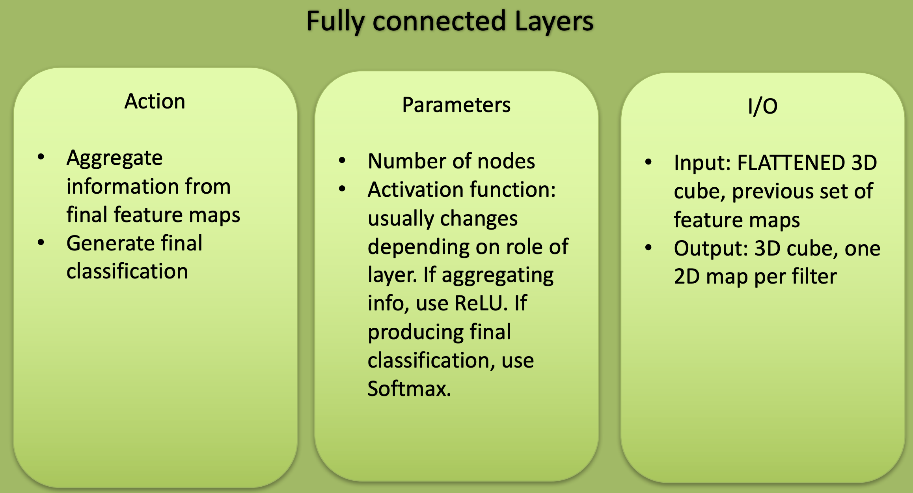 Fully connected Layers
Action
• Aggregate
information from
final feature maps
• Generate final
classification
Parameters
• Number of nodes
• Activation function:
usually changes
depending on role of
layer. If aggregating
info, use ReLU. If
producing final
classification, use
Softmax.
I/O
• Input: FLATTENED 3D
cube, previous set of
feature maps
• Output: 3D cube, one
2D map per filter